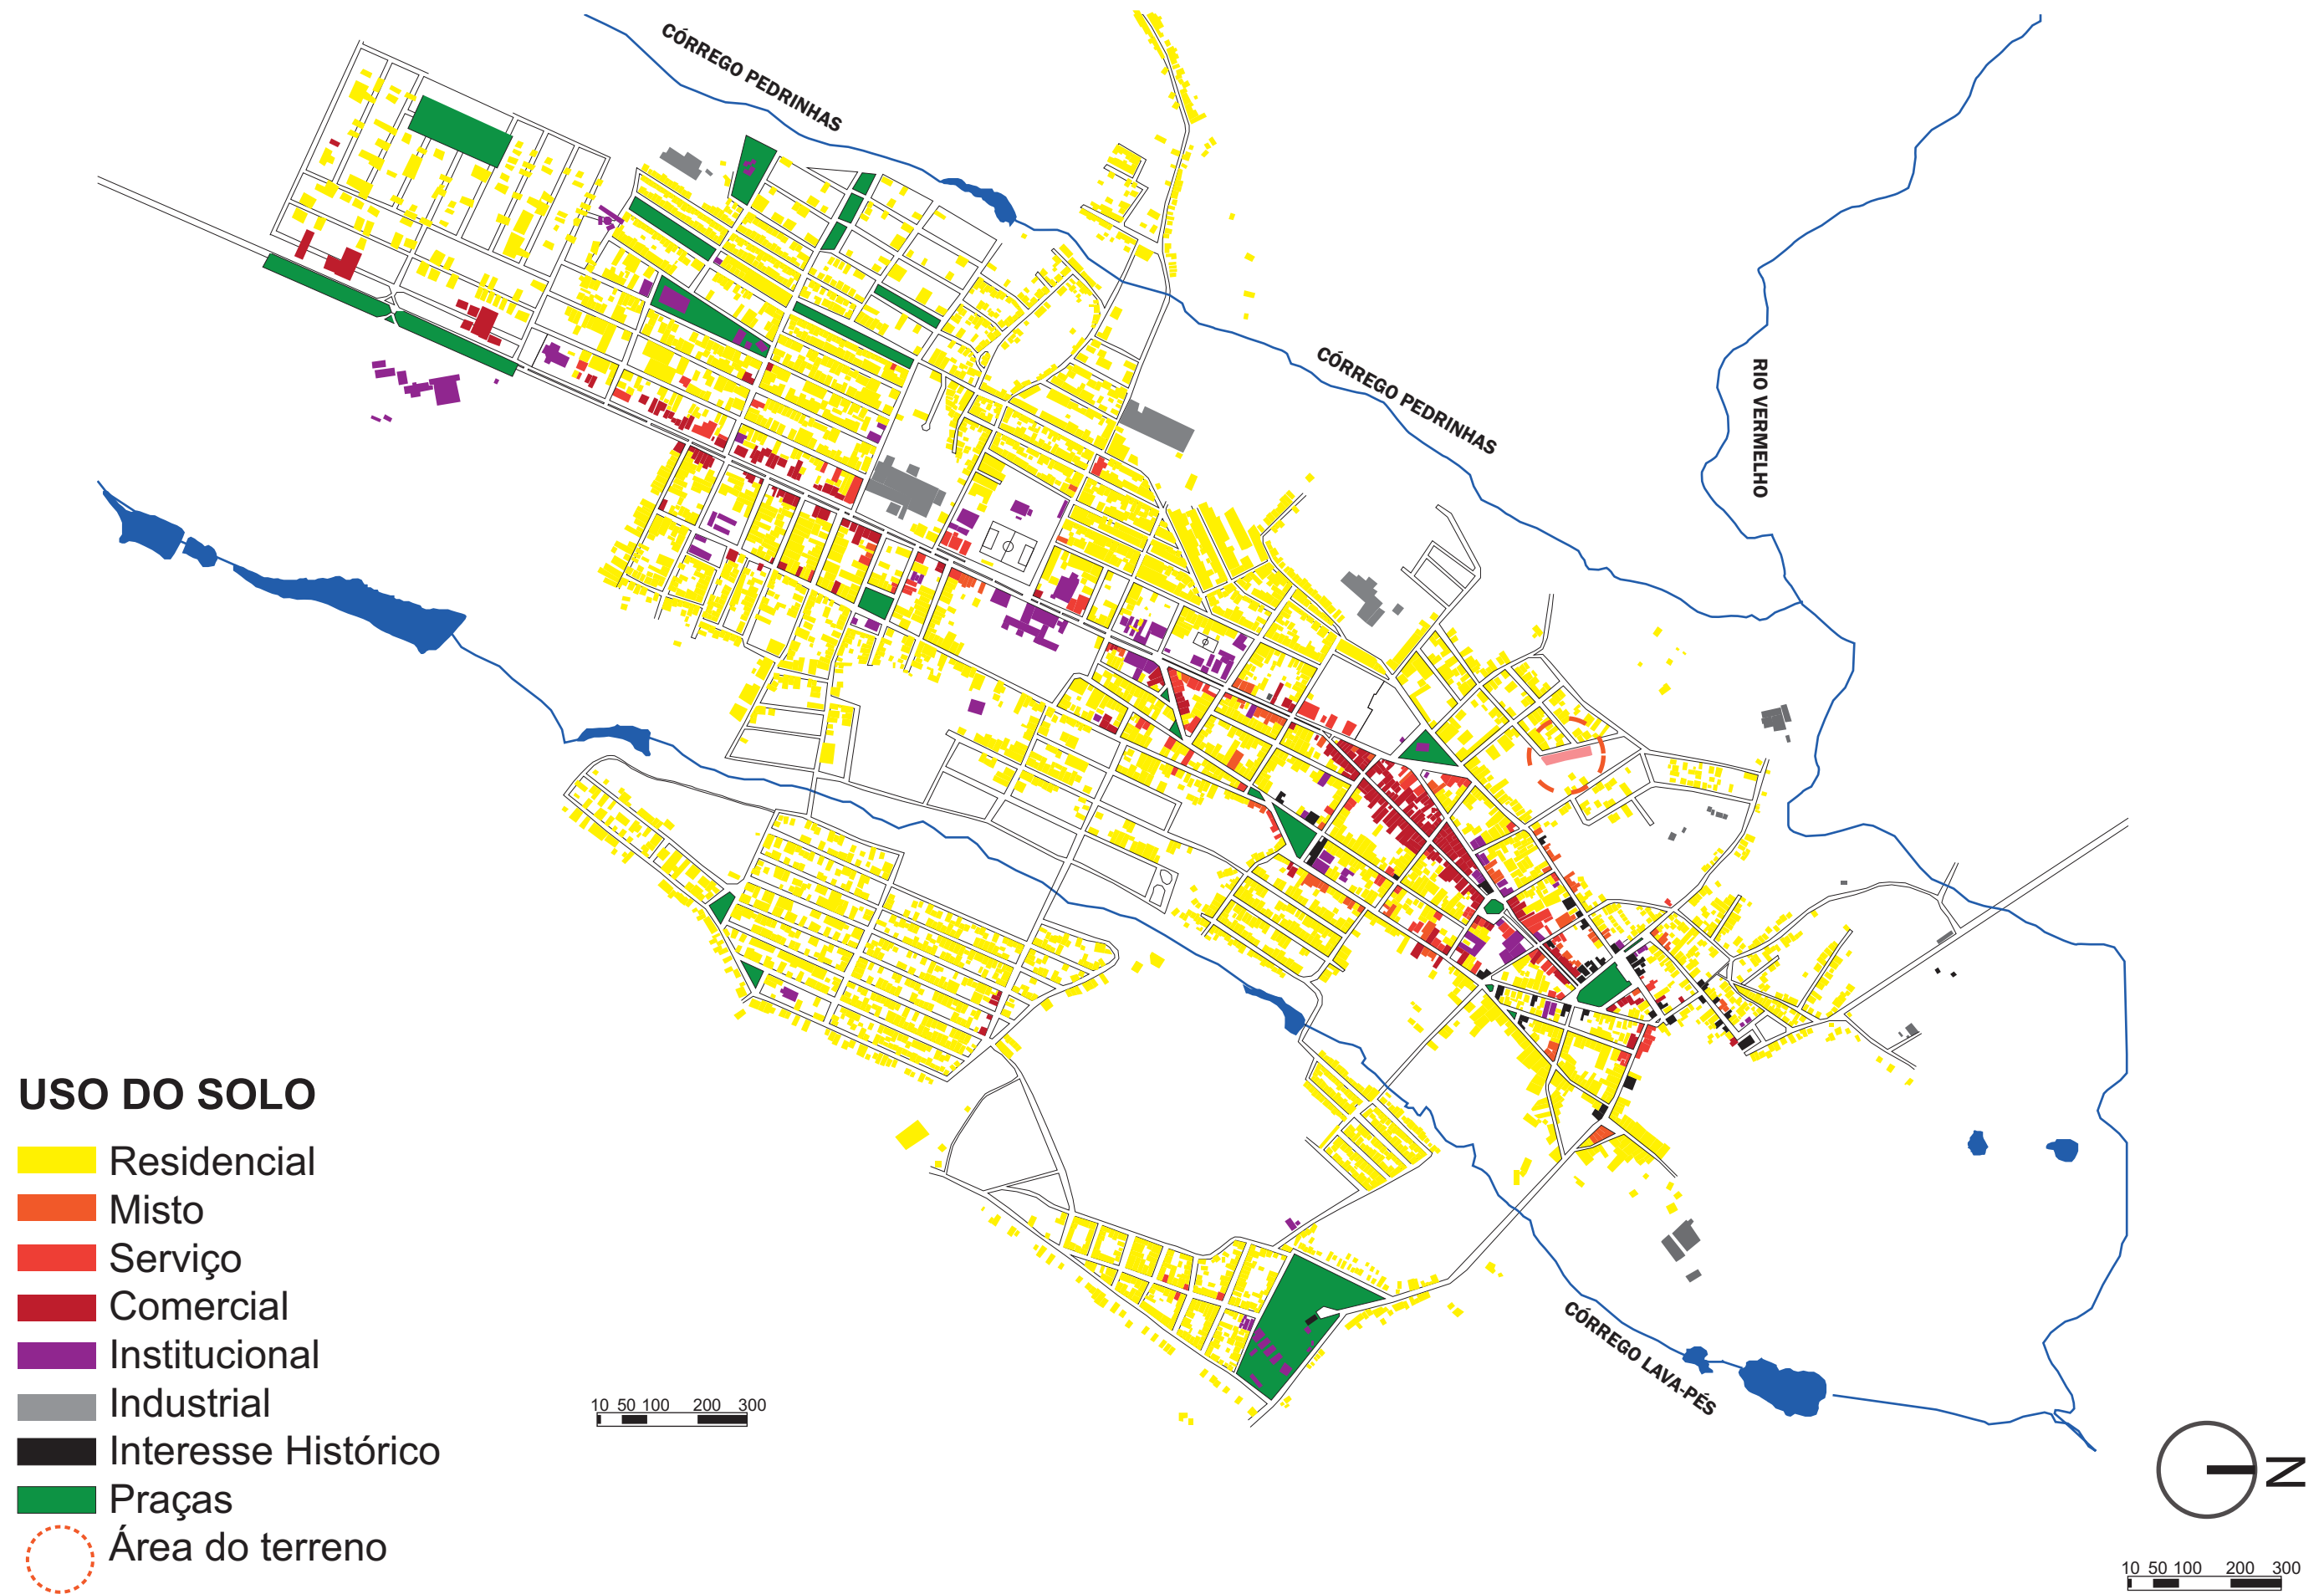 CÓRREGO PEDRINHAS
CÓRREGO PEDRINHAS
RIO VERMELHO
USO DO SOLO
Residencial
Misto
Serviço
Comercial
Institucional
Industrial
Interesse Histórico
Praças
Área do terreno
10 50 100 200 300
CÓRREGO LAVA-PÉS
N
10 50 100 200 300